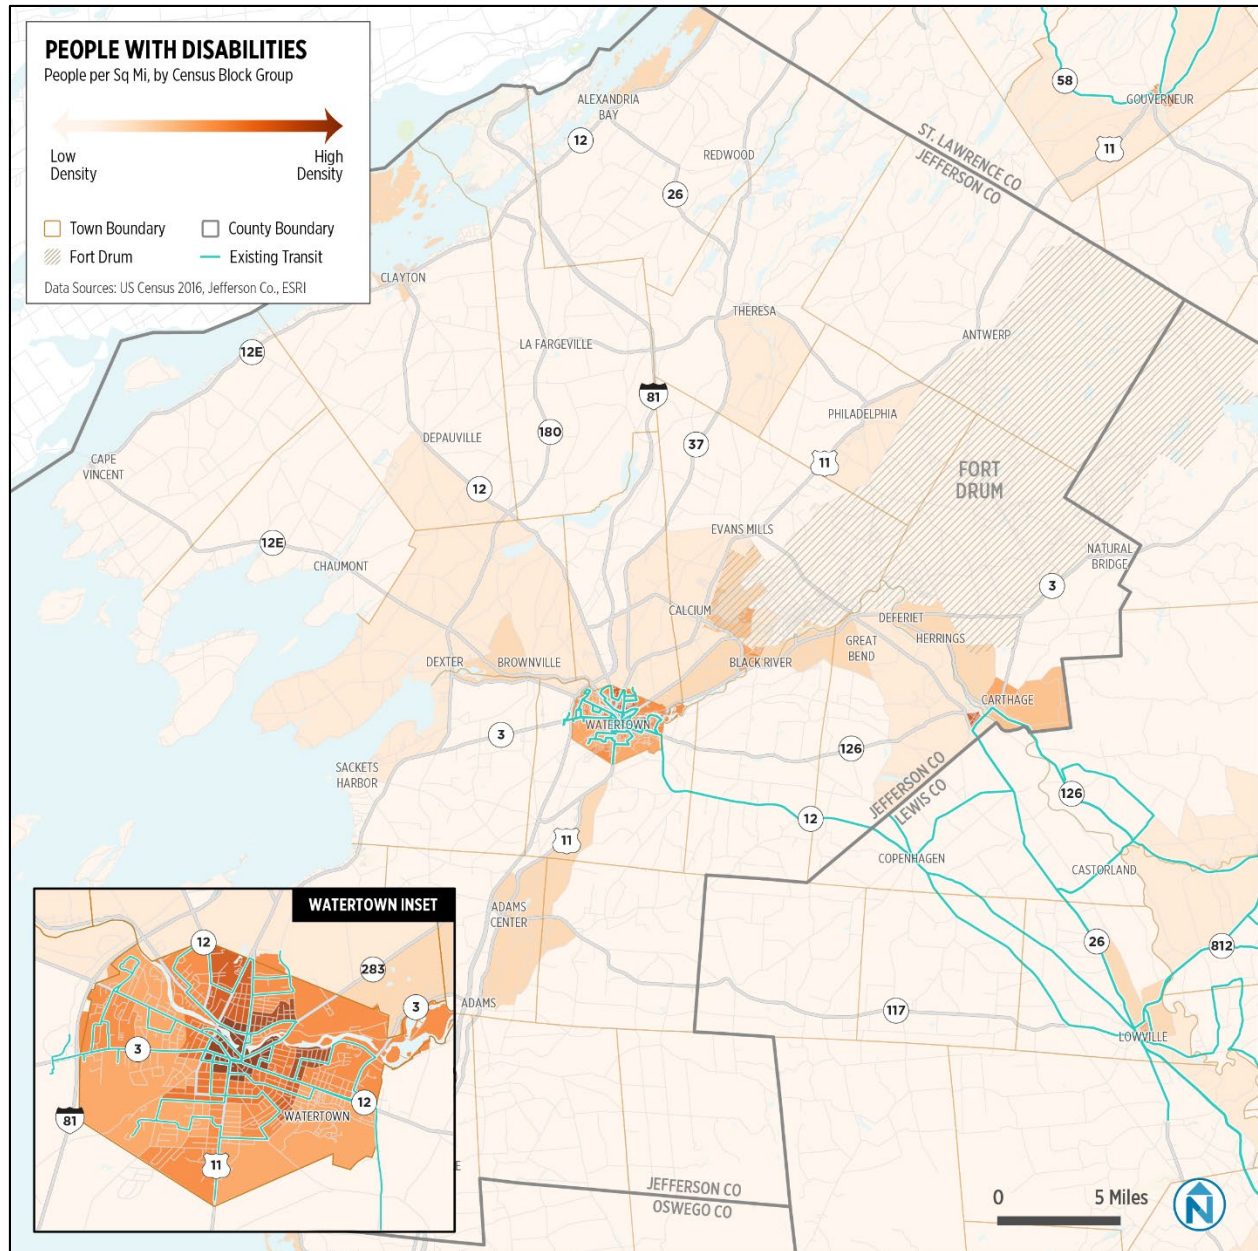 PEOPLE WITH DISABILITIES
People per Sq Mi, by Census Block Group
Low
Density
High
Density
Town Boundary
County Boundary
Fort Drum
Existing Transit
Data Sources: US Census 2016, Jefferson Co., ESRI
58
GOUVERNEUR
ALEXANDRIA
BAY
12
11
REDWOOD
ST. LAWRENCE CO
JEFFERSON CO
26
CLAYTON
THERESA
ANTWERP
12E
LA FARGEVILLE
81
PHILADELPHIA
DEPAUVILLE
180
37
CAPE
VINCENT
11
FORT
DRUM
12
EVANS MILLS
12E
CHAUMONT
NATURAL
BRIDGE
3
CALCIUM
DEFERIET
HERRINGS
GREAT
BEND
DEXTER
BROWNVILLE
BLACK RIVER
CARTHAGE
WATERTOWN
3
126
SACKETS
HARBOR
JEFFERSON CO
LEWIS CO
126
12
11
COPENHAGEN
CASTORLAND
ADAMS
CENTER
26
812
ADAMS
117
LOWVILLE
WATERTOWN INSET
12
283
3
3
12
81
WATERTOWN
11
E
JEFFERSON CO
OSWEGO CO
0
5 Miles
N